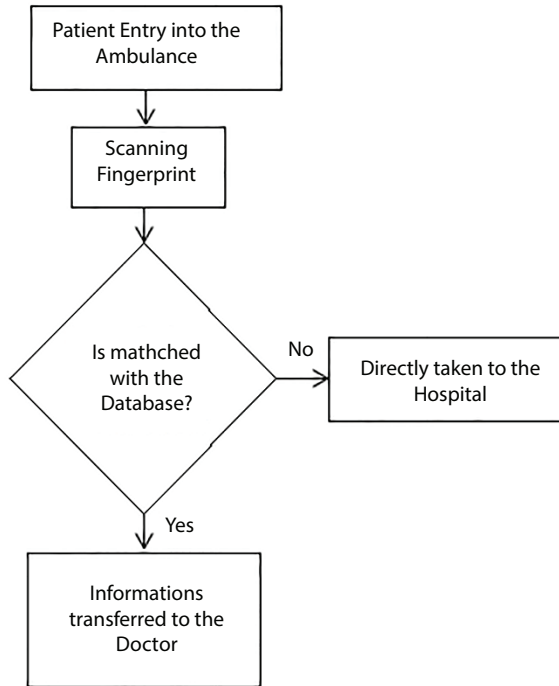 Patient Entry into the
Ambulance
Scanning
Fingerprint
Is mathched
with the
Database?
No
Directly taken to the
Hospital
Yes
Informations
transferred to the
Doctor